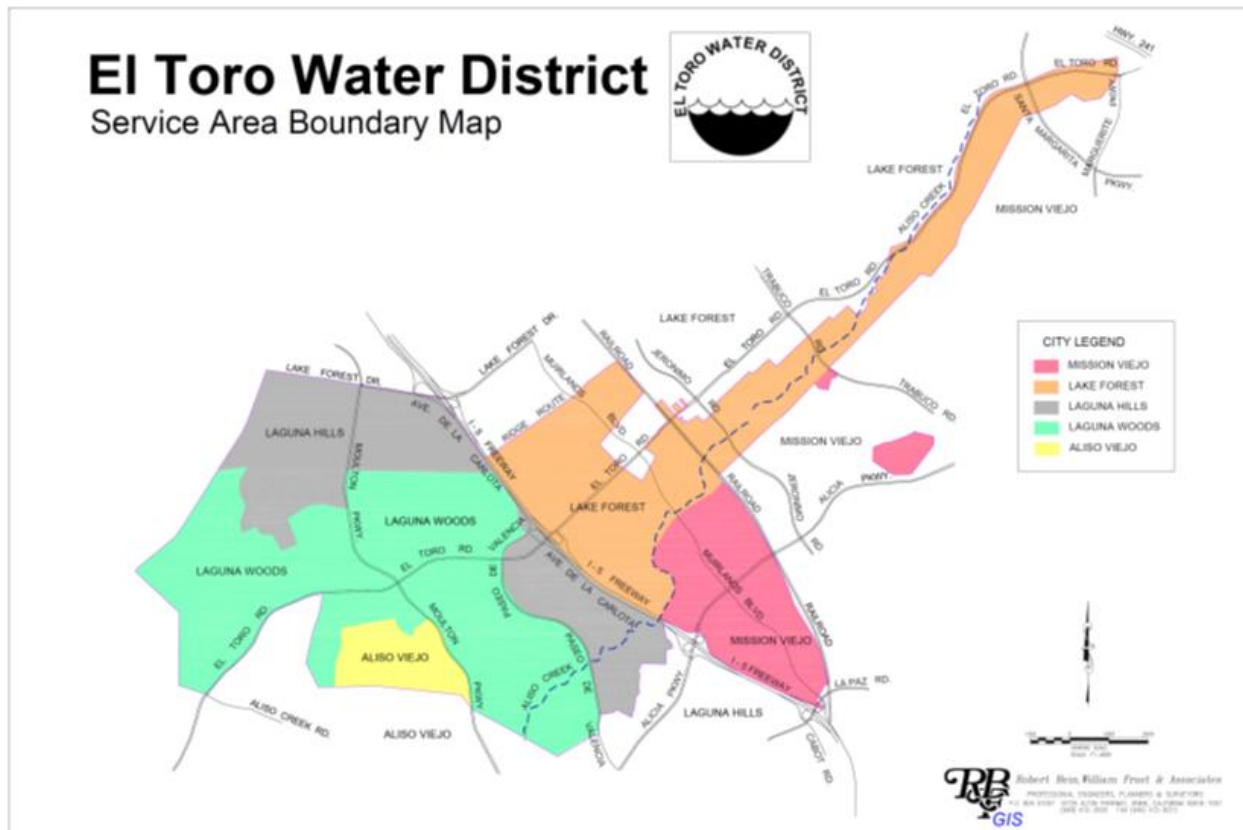 El Toro Water District
Service Area Boundary Map
EL TORO WATER DISTRICT
HWY. 241
EL TORO RD.
EL TORO RD.
SANTA MARGARITA PKWY.
MARGUERITE
LAKE FOREST
ALISO CREEK
MISSION VIEJO
TRABUCO RD.
EL TORO RD.
LAKE FOREST
EL TORO RD.
TRABUCO RD.
LAKE FOREST DR.
RAILROAD
JERONIMO RD.
MUIRLANDS BLVD.
RIDGE ROUTE
LAKE FOREST DR.
AVE. DE LA CARLOTA
I - 5 FREEWAY
LAGUNA HILLS
MOULTON PKWY
MISSION VIEJO
ALICIA PKWY.
JERONIMO RD.
EL TORO RD
LAKE FOREST
RAILROAD
LAGUNA WOODS
VALENCIA
DE
PASEO
EL TORO RD.
LAGUNA WOODS
AVE. DE LA CARLOTA
I - 5 FREEWAY
MUIRLANDS BLVD.
RAILROAD
MOULTON PKWY
PASEO DE VALENCIA
EL TORO RD
ALISO VIEJO
MISSION VIEJO
I - 5 FREEWAY
ALISO CREEK
ALICIA PKWY
LA PAZ RD.
LAGUNA HILLS
ALISO CREEK RD.
ALISO VIEJO
CABOT RD.
CITY LEGEND
MISSION VIEJO
LAKE FOREST
LAGUNA HILLS
LAGUNA WOODS
ALISO VIEJO
Robert Bein, William Frost & Associates
PROFESSIONAL ENGINEERS, PLANNERS & SURVEYORS
GIS